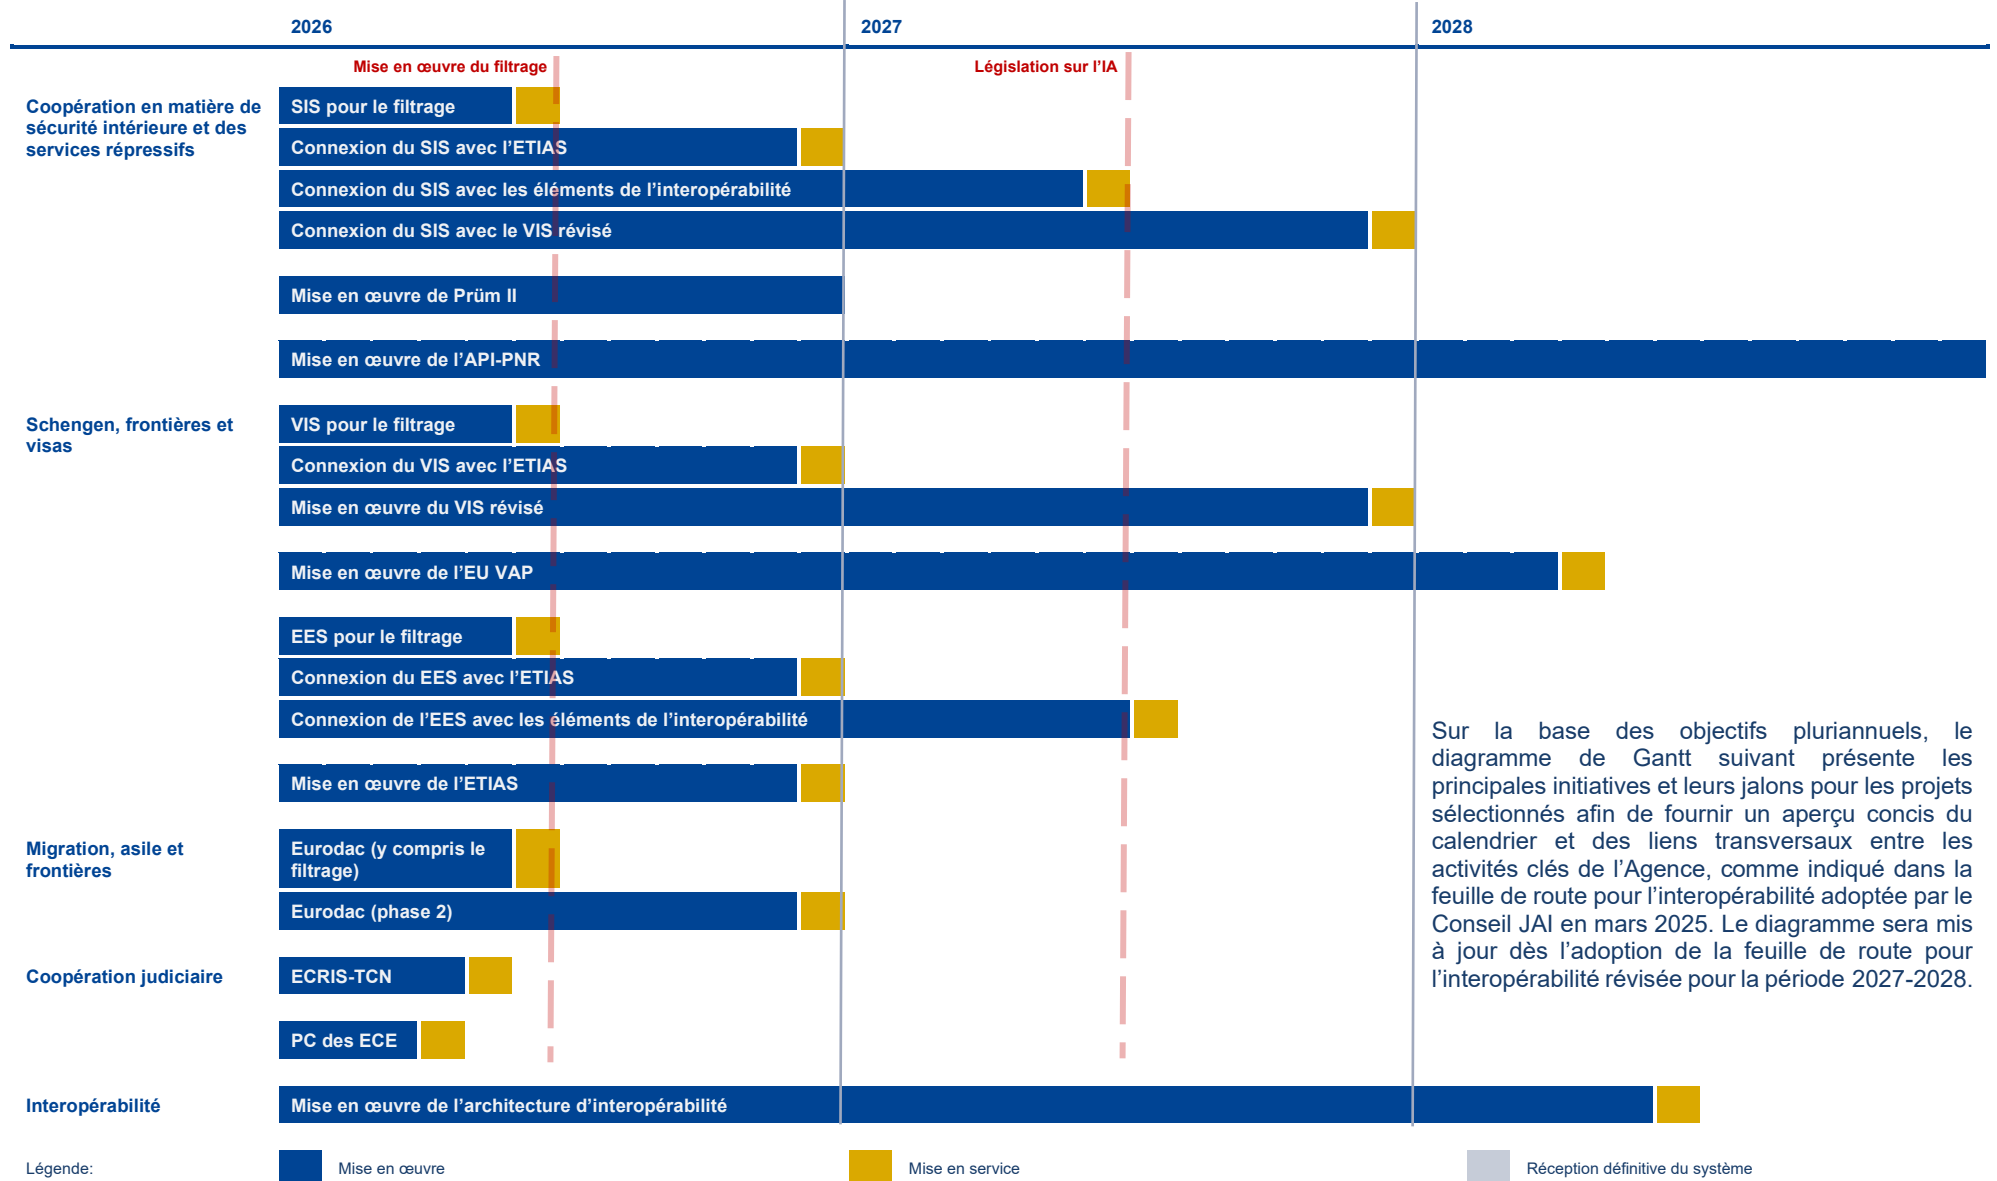 2026
2027
2028
Mise en œuvre du filtrage
Législation sur l’IA
Coopération en matière de
sécurité intérieure et des
services répressifs
SIS pour le filtrage
Connexion du SIS avec l’ETIAS
Connexion du SIS avec les éléments de l’interopérabilité
Connexion du SIS avec le VIS révisé
Mise en œuvre de Prüm II
Mise en œuvre de l’API-PNR
Schengen, frontières et
visas
VIS pour le filtrage
Connexion du VIS avec l’ETIAS
Mise en œuvre du VIS révisé
Mise en œuvre de l’EU VAP
EES pour le filtrage
Connexion du EES avec l’ETIAS
Connexion de l’EES avec les éléments de l’interopérabilité
Mise en œuvre de l’ETIAS
Migration, asile et
frontières
Eurodac (y compris le
filtrage)
Eurodac (phase 2)
Coopération judiciaire
ECRIS-TCN
PC des ECE
Interopérabilité
Mise en œuvre de l’architecture d’interopérabilité
Sur la base des objectifs pluriannuels, le
diagramme de Gantt suivant présente les
principales initiatives et leurs jalons pour les projets
sélectionnés afin de fournir un aperçu concis du
calendrier et des liens transversaux entre les
activités clés de l’Agence, comme indiqué dans la
feuille de route pour l’interopérabilité adoptée par le
Conseil JAI en mars 2025. Le diagramme sera mis
à jour dès l’adoption de la feuille de route pour
l’interopérabilité révisée pour la période 2027-2028.
Légende:
Mise en œuvre
Mise en service
Réception définitive du système